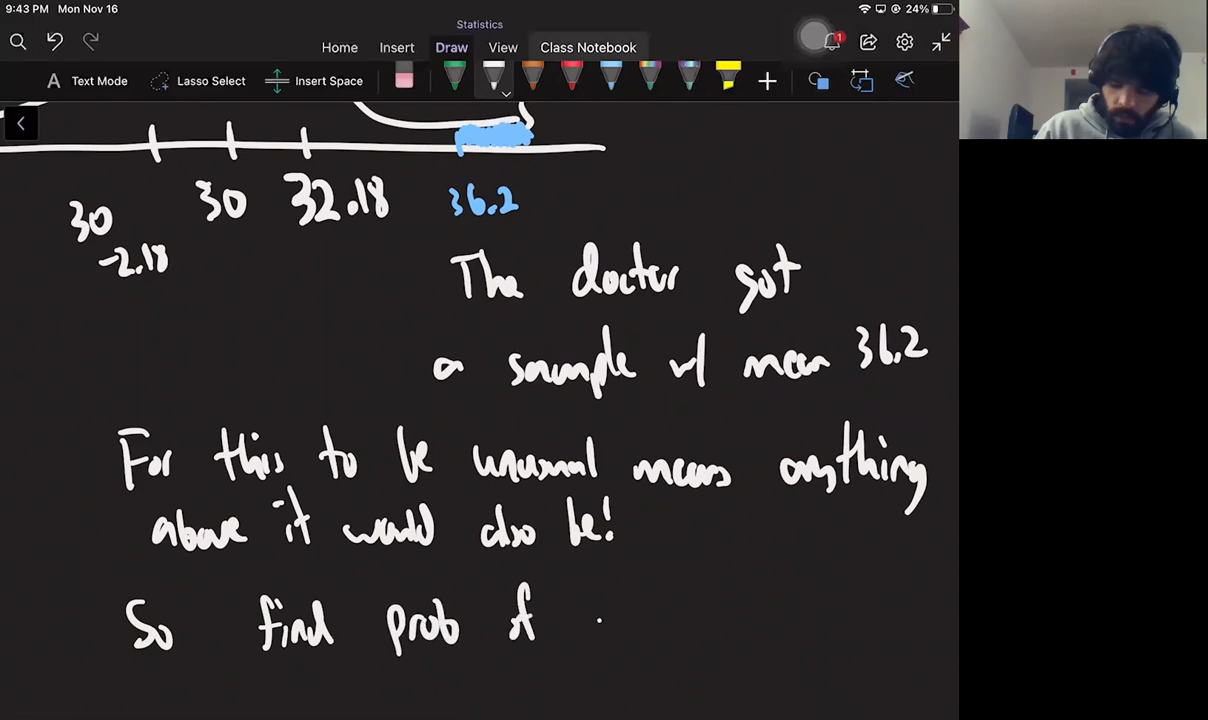 9:43 PM Mon Nov 16
24%
Statistics
Home Insert Draw View Class Notebook
1
Text Mode Lasso Select Insert Space
30 30 32.18 36.2
-2.18
The doctor got
a sample w/ mean 36.2
For this to be unusual means anything
above it would also be!
So find prob of